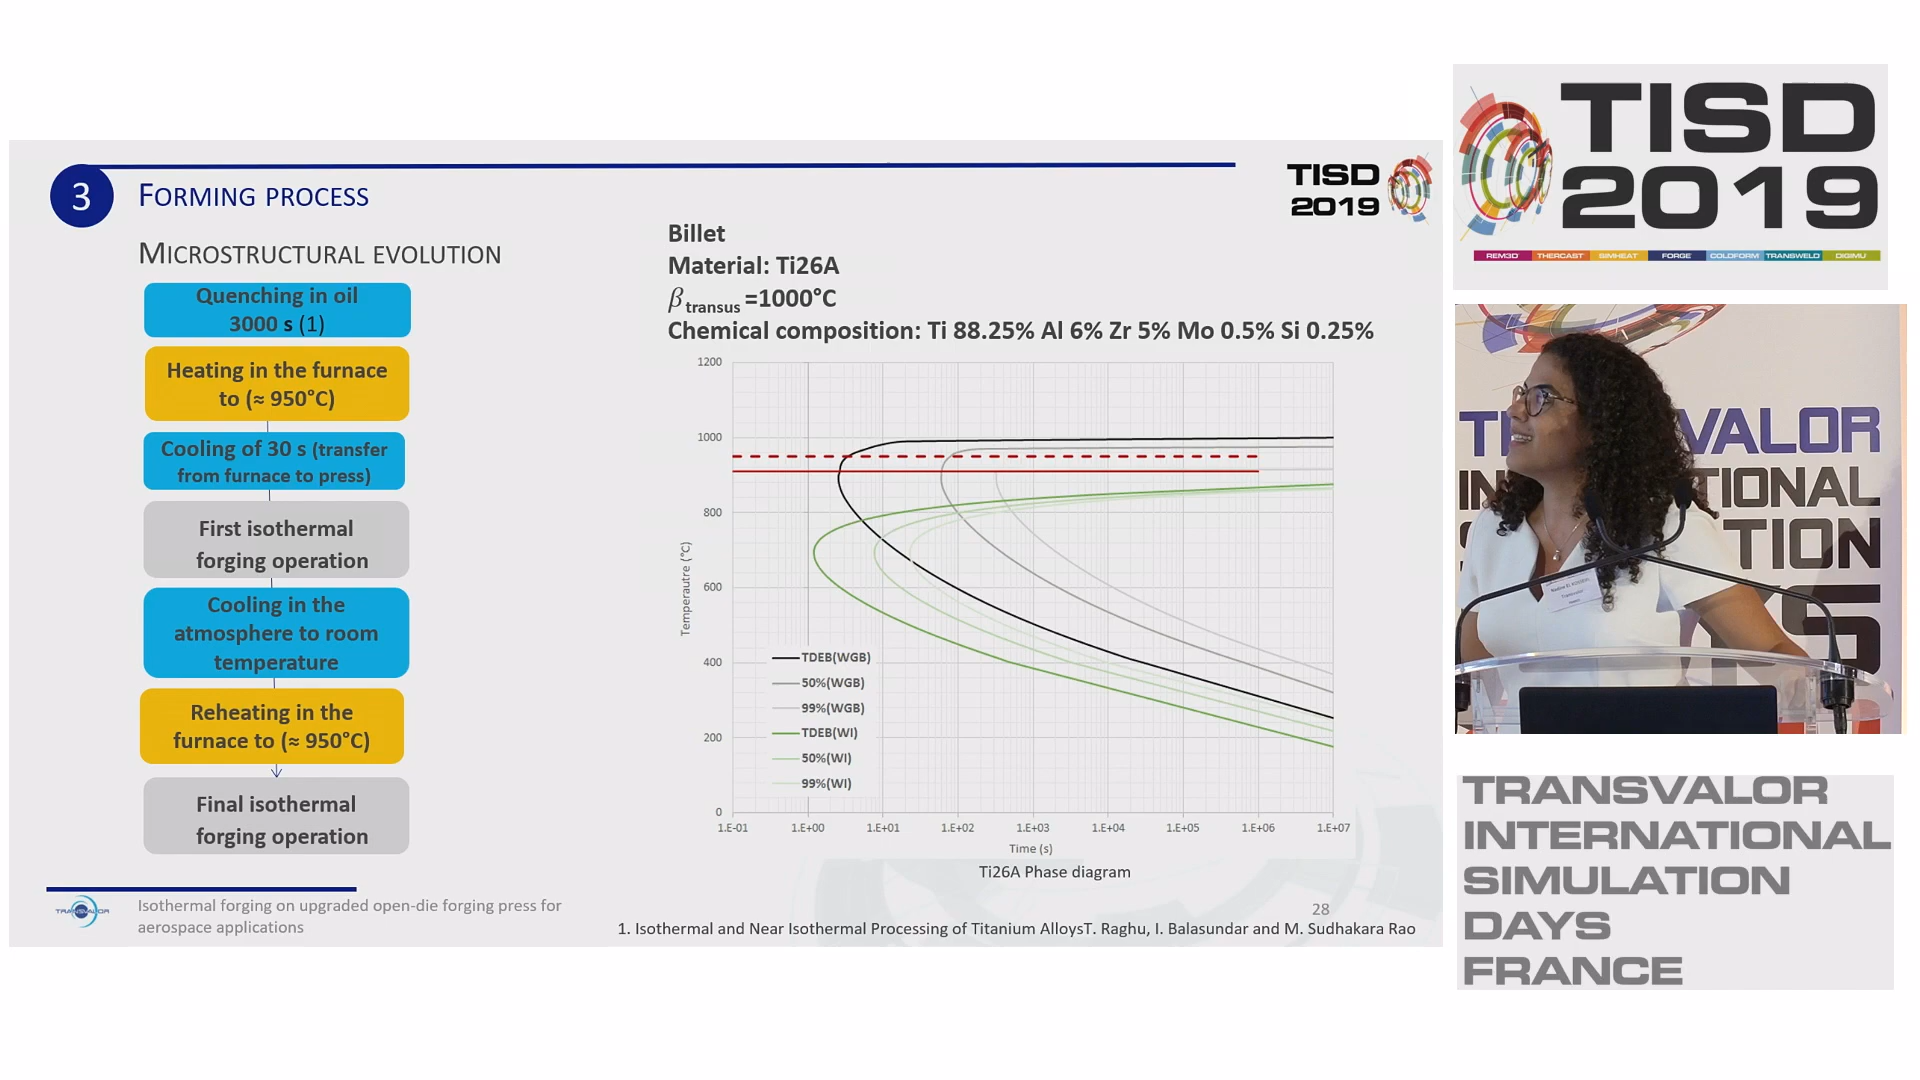 3
FORMING PROCESS
TISD
2019
MICROSTRUCTURAL EVOLUTION
Quenching in oil
3000 s (1)
Heating in the furnace
to (≈ 950°C)
Cooling of 30 s (transfer
from furnace to press)
First isothermal
forging operation
Cooling in the
atmosphere to room
temperature
Reheating in the
furnace to (≈ 950°C)
Final isothermal
forging operation
Billet
Material: Ti26A
βtransus =1000°C
Chemical composition: Ti 88.25% Al 6% Zr 5% Mo 0.5% Si 0.25%
1200
1000
800
600
400
200
0
Temperautre (°C)
TDEB(WGB)
50%(WGB)
99%(WGB)
TDEB(WI)
50%(WI)
99%(WI)
1.E-01 1.E+00 1.E+01 1.E+02 1.E+03 1.E+04 1.E+05 1.E+06 1.E+07
Time (s)
Ti26A Phase diagram
TRANSVALOR
Isothermal forging on upgraded open-die forging press for
aerospace applications
28
1. Isothermal and Near Isothermal Processing of Titanium AlloysT. Raghu, I. Balasundar and M. Sudhakara Rao
TISD
2019
REM3D THERCAST SIMHEAT FORGE COLDFORM TRANSWELD DIGIMU
T VALOR
IN TIONAL
S TION
YS
TRANSVALOR
INTERNATIONAL
SIMULATION
DAYS
FRANCE